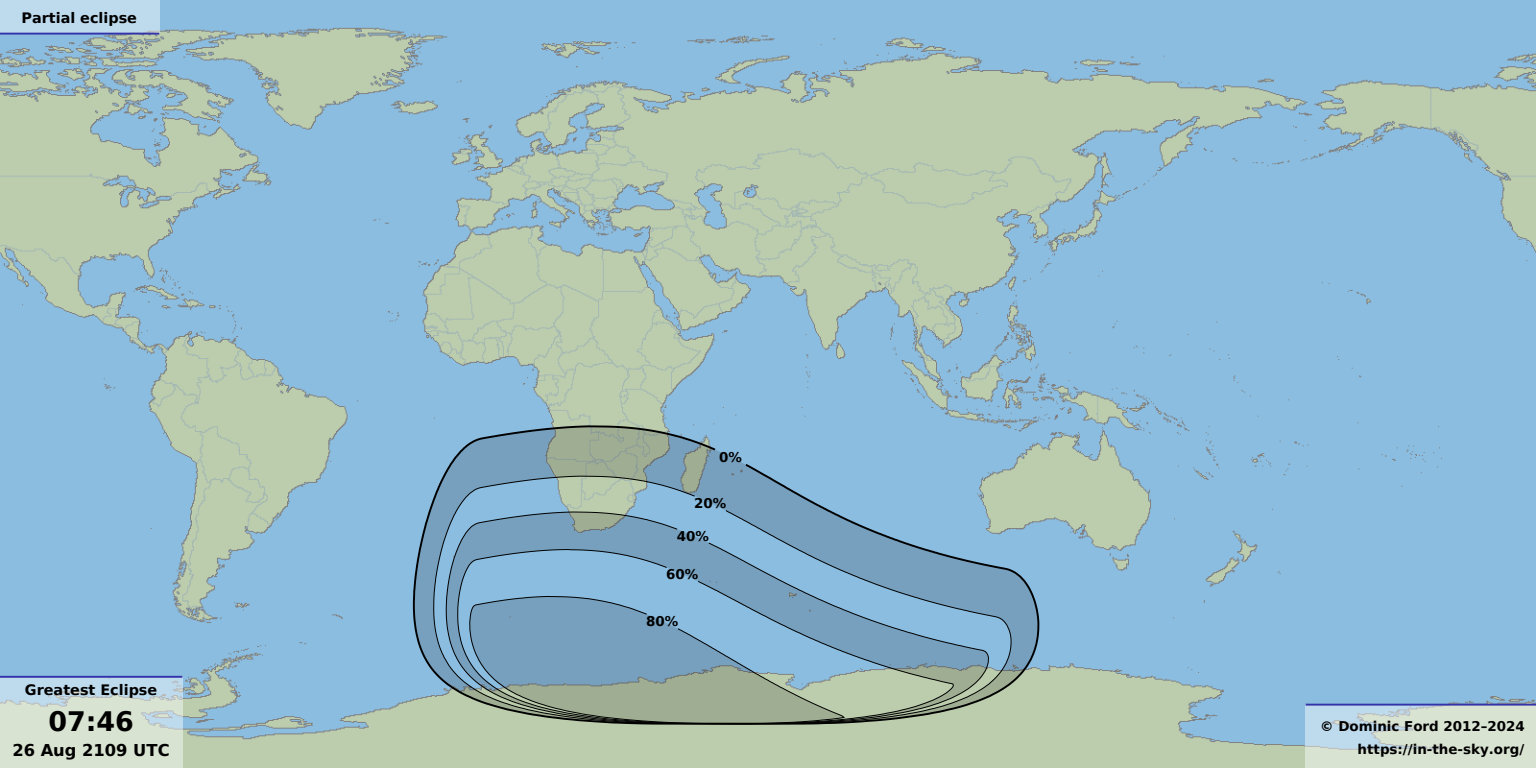 Partial eclipse
0%
20%
40%
60%
80%
Greatest Eclipse
07:46
26 Aug 2109 UTC
© Dominic Ford 2012–2024
https://in-the-sky.org/